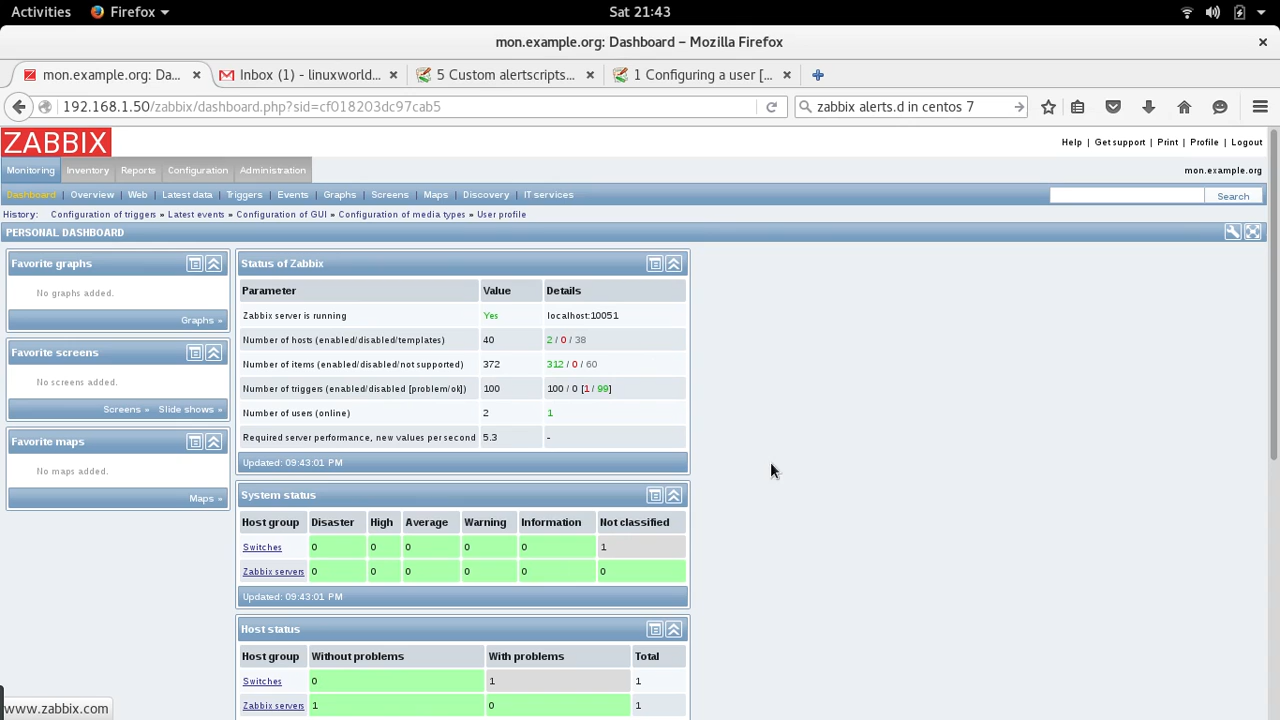 Activities Firefox Sat 21:43
mon.example.org: Dashboard – Mozilla Firefox
mon.example.org: Da... Inbox (1) - linuxworld... 5 Custom alertscripts... 1 Configuring a user [...
192.168.1.50/zabbix/dashboard.php?sid=cf018203dc97cab5 zabbix alerts.d in centos 7
ZABBIX Help | Get support | Print | Profile | Logout
Monitoring Inventory Reports Configuration Administration mon.example.org
Dashboard | Overview | Web | Latest data | Triggers | Events | Graphs | Screens | Maps | Discovery | IT services Search
History: Configuration of triggers » Latest events » Configuration of GUI » Configuration of media types » User profile
PERSONAL DASHBOARD
Favorite graphs
No graphs added.
Graphs »
Favorite screens
No screens added.
Screens » Slide shows »
Favorite maps
No maps added.
Maps »
Status of Zabbix
Parameter Value Details
Zabbix server is running Yes localhost:10051
Number of hosts (enabled/disabled/templates) 40 2 / 0 / 38
Number of items (enabled/disabled/not supported) 372 312 / 0 / 60
Number of triggers (enabled/disabled [problem/ok]) 100 100 / 0 [1 / 99]
Number of users (online) 2 1
Required server performance, new values per second 5.3 -
Updated: 09:43:01 PM
System status
Host group Disaster High Average Warning Information Not classified
Switches 0 0 0 0 0 1
Zabbix servers 0 0 0 0 0 0
Updated: 09:43:01 PM
Host status
Host group Without problems With problems Total
Switches 0 1 1
Zabbix servers 1 0 1
www.zabbix.com